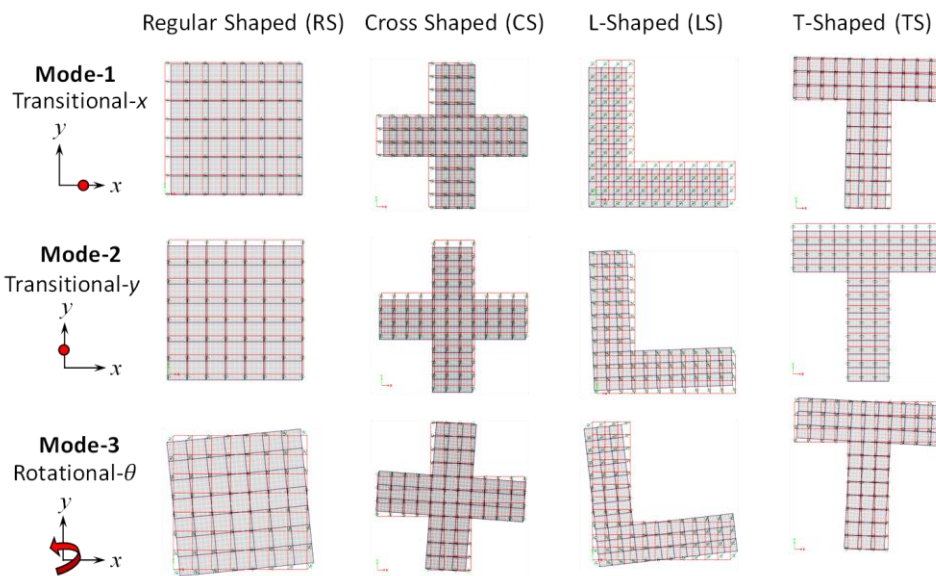 Regular Shaped (RS)
Cross Shaped (CS)
L-Shaped (LS)
T-Shaped (TS)
Mode-1
Transitional-x
y
x
Mode-2
Transitional-y
y
x
Mode-3
Rotational-θ
y
x